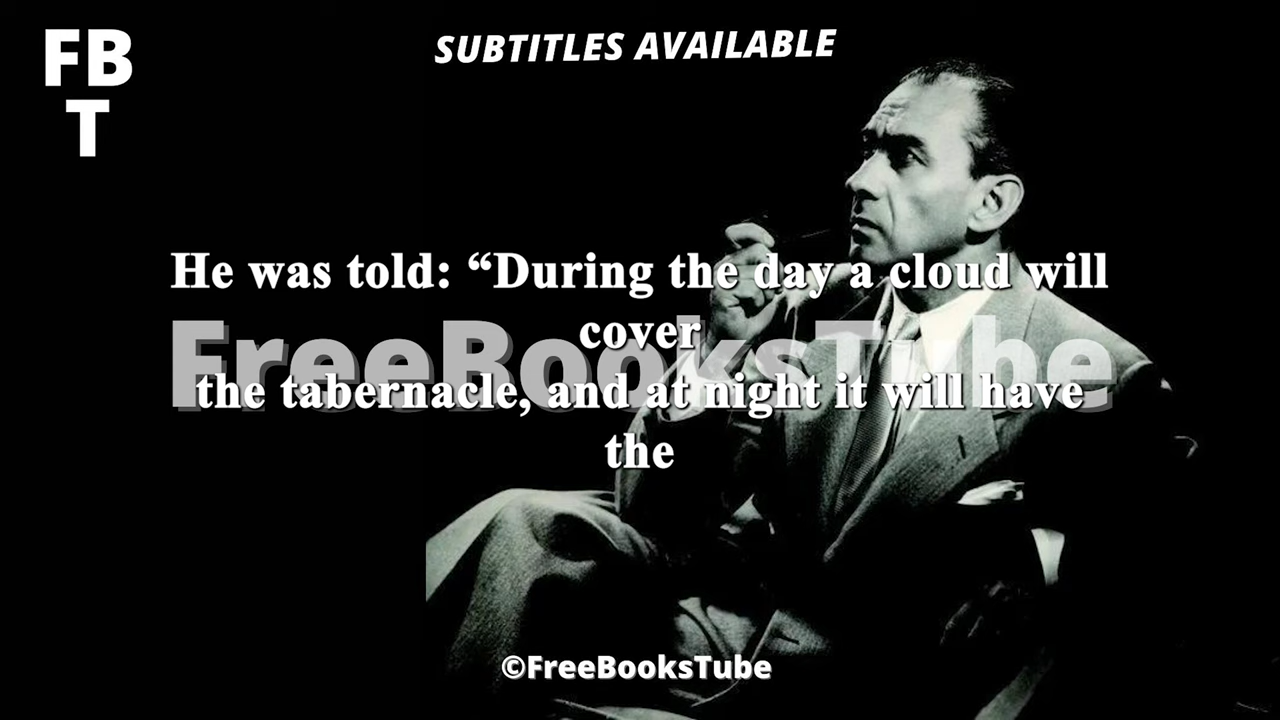 FB
T
SUBTITLES AVAILABLE
He was told: “During the day a cloud will
cover
FreeBooksTube
the tabernacle, and at night it will have
the
©FreeBooksTube